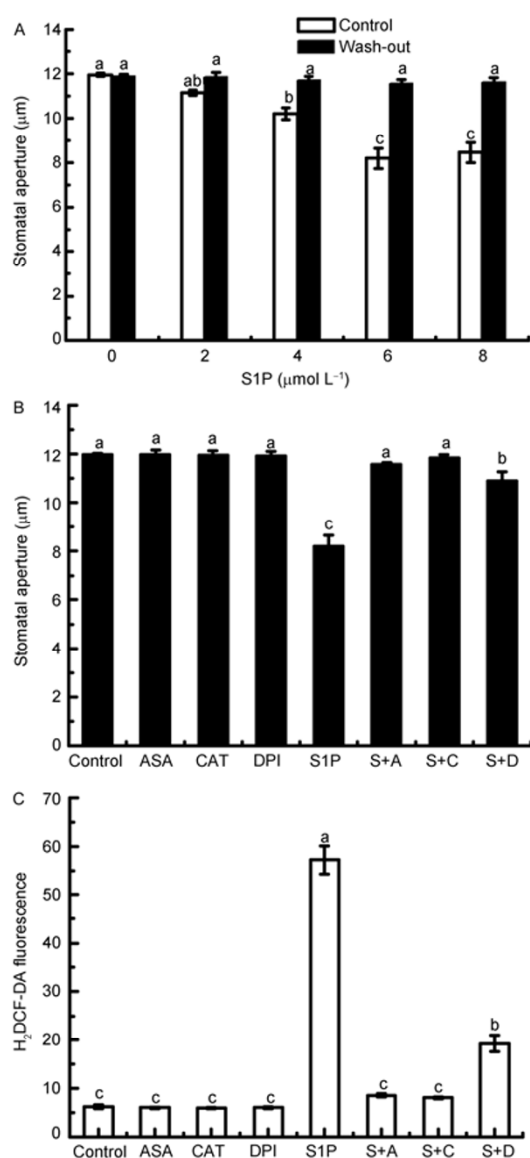 A
14
12
10
8
6
4
2
0
Stomatal aperture (μm)
Control
Wash-out
a a
ab a
b a
c a
c a
0 2 4 6 8
S1P (μmol L⁻¹)
B
14
12
10
8
6
4
12
0
Stomatal aperture (μm)
a a a a c a a b
Control ASA CAT DPI S1P S+A S+C S+D
C
70
60
50
40
30
20
10
0
H₂DCF-DA fluorescence
c c c c a c c b
Control ASA CAT DPI S1P S+A S+C S+D